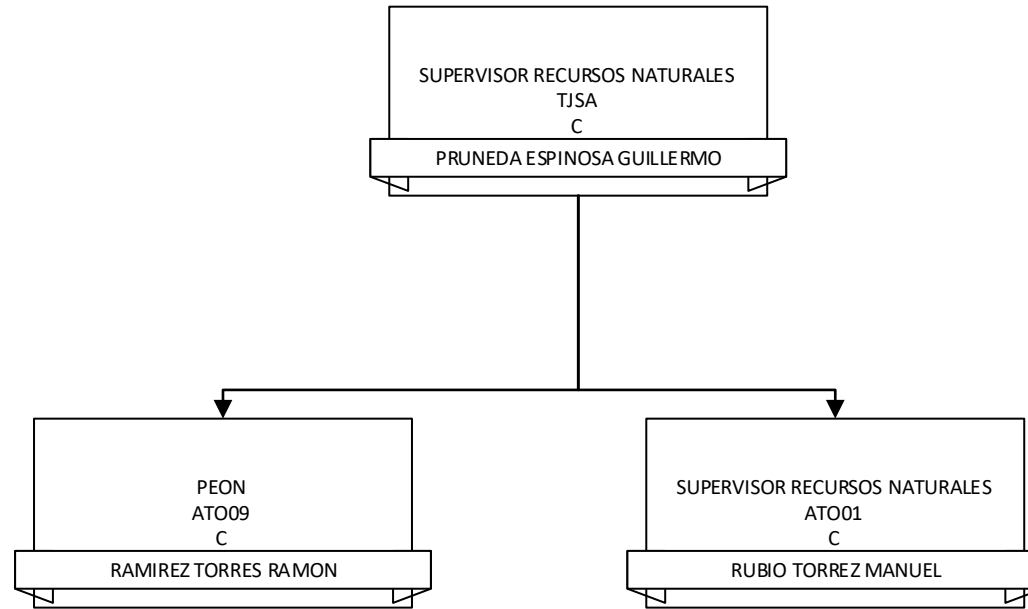 SUPERVISOR RECURSOS NATURALES
TJSA
C
PRUNEDA ESPINOSA GUILLERMO
PEON
ATO09
C
RAMIREZ TORRES RAMON
SUPERVISOR RECURSOS NATURALES
ATO01
C
RUBIO TORREZ MANUEL